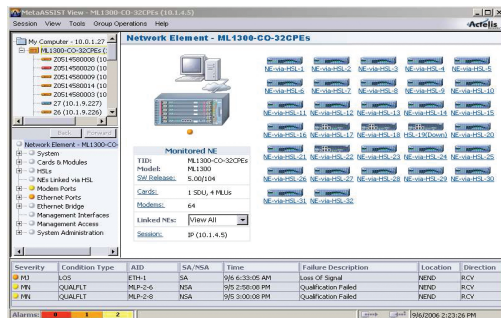 MetaASSIST View - ML1300-CO-32CPEs (10.1.4.5)
Session View Tools Group Operations Help
Actelis
My Computer - 10.0.1.27
ML1300-CO-32CPEs (
Z0514580008 (10
Z0514580020 (10
Z0514580009 (10
Z0514580014 (10
Z0514580003 (10
27 (10.1.9.227)
26 (10.1.9.226)
Back Forward
Network Element - ML1300-CO-
System
Cards & Modules
HSLs
NEs Linked via HSL
Modem Ports
Ethernet Ports
Ethernet Bridge
Management Interfaces
Management Access
System Administration
Network Element - ML1300-CO-32CPEs
Monitored NE
TID: ML1300-CO-32CPEs
Model: ML1300
SW Release: 5.00/104
Cards: 1 SDU, 4 MLUs
Modems: 64
Linked NEs: View All
Session: IP (10.1.4.5)
NE-via-HSL-1 NE-via-HSL-2 NE-via-HSL-3 NE-via-HSL-4 NE-via-HSL-5
NE-via-HSL-6 NE-via-HSL-7 NE-via-HSL-8 NE-via-HSL-9 NE-via-HSL-10
NE-via-HSL-11 NE-via-HSL-12 NE-via-HSL-13 NE-via-HSL-14 NE-via-HSL-15
NE-via-HSL-16 NE-via-HSL-17 NE-via-HSL-18 HSL-19(Down) NE-via-HSL-20
NE-via-HSL-21 NE-via-HSL-22 NE-via-HSL-23 NE-via-HSL-24 NE-via-HSL-25
NE-via-HSL-26 NE-via-HSL-27 NE-via-HSL-28 NE-via-HSL-29 NE-via-HSL-30
NE-via-HSL-31 NE-via-HSL-32
Severity Condition Type AID SA/NSA Time Failure Description Location Direction
MJ LOS ETH-1 SA 9/6 6:33:05 AM Loss Of Signal NEND RCV
MN QUALFLT MLP-2-6 NSA 9/5 2:58:08 PM Qualification Failed NEND RCV
MN QUALFLT MLP-2-8 NSA 9/5 3:00:08 PM Qualification Failed NEND RCV
Alarms: 0 1 2 9/6/2006 2:23:26 PM